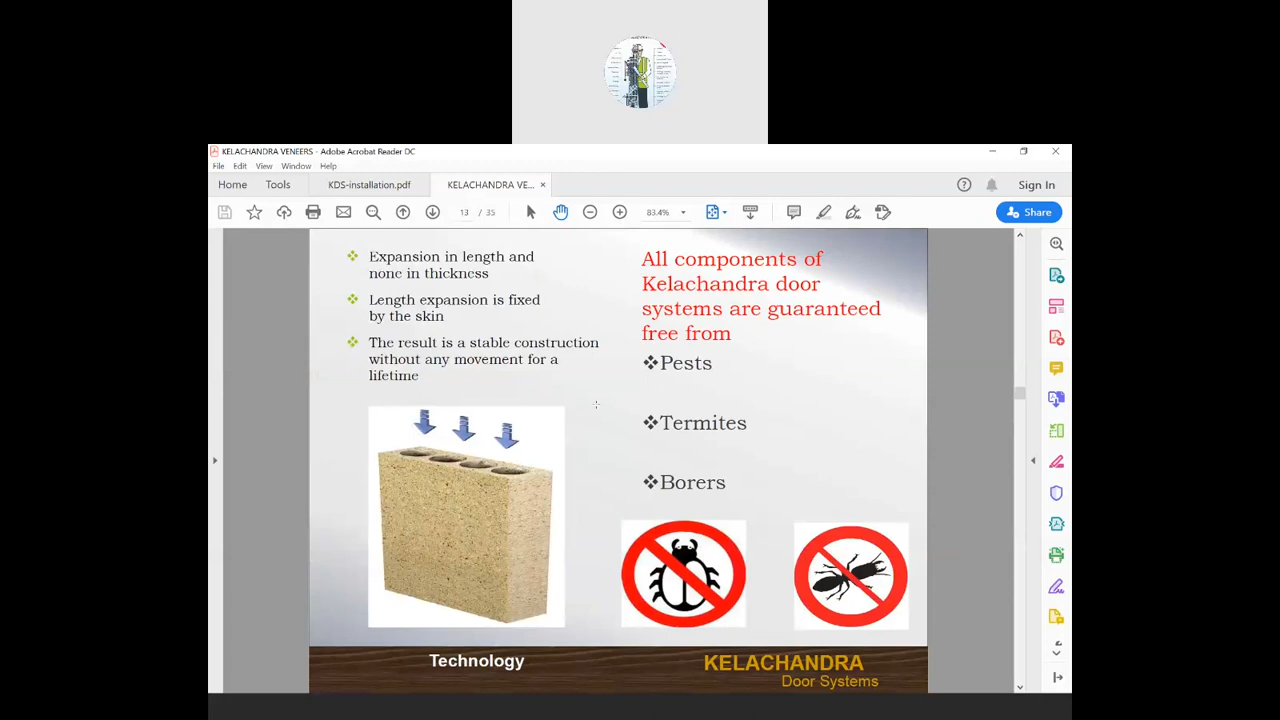 KELACHANDRA VENEERS - Adobe Acrobat Reader DC
File Edit View Window Help
Home Tools KDS-installation.pdf KELACHANDRA VE... × Sign In
13 / 35 83.4% Share
Expansion in length and
none in thickness
Length expansion is fixed
by the skin
The result is a stable construction
without any movement for a
lifetime
All components of
Kelachandra door
systems are guaranteed
free from
Pests
Termites
Borers
Technology
KELACHANDRA
Door Systems